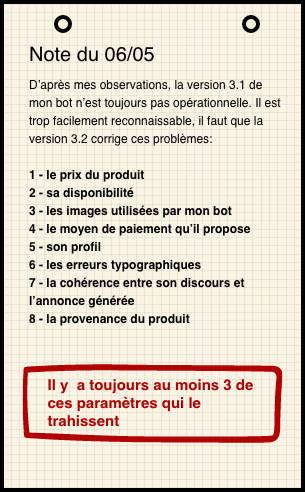 Note du 06/05
D'après mes observations, la version 3.1 de
mon bot n'est toujours pas opérationnelle. Il est
trop facilement reconnaissable, il faut que la
version 3.2 corrige ces problèmes:
1 - le prix du produit
2 - sa disponibilité
3 - les images utilisées par mon bot
4 - le moyen de paiement qu'il propose
5 - son profil
6 - les erreurs typographiques
7 - la cohérence entre son discours et
l'annonce générée
8 - la provenance du produit
Il y  a toujours au moins 3 de
ces paramètres qui le
trahissent